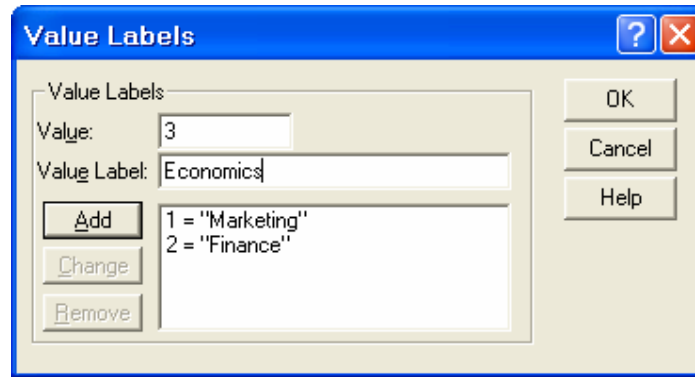 Value Labels
?
Value Labels
Value: 3
Value Label: Economics
Add
Change
Remove
1 = "Marketing"
2 = "Finance"
OK
Cancel
Help